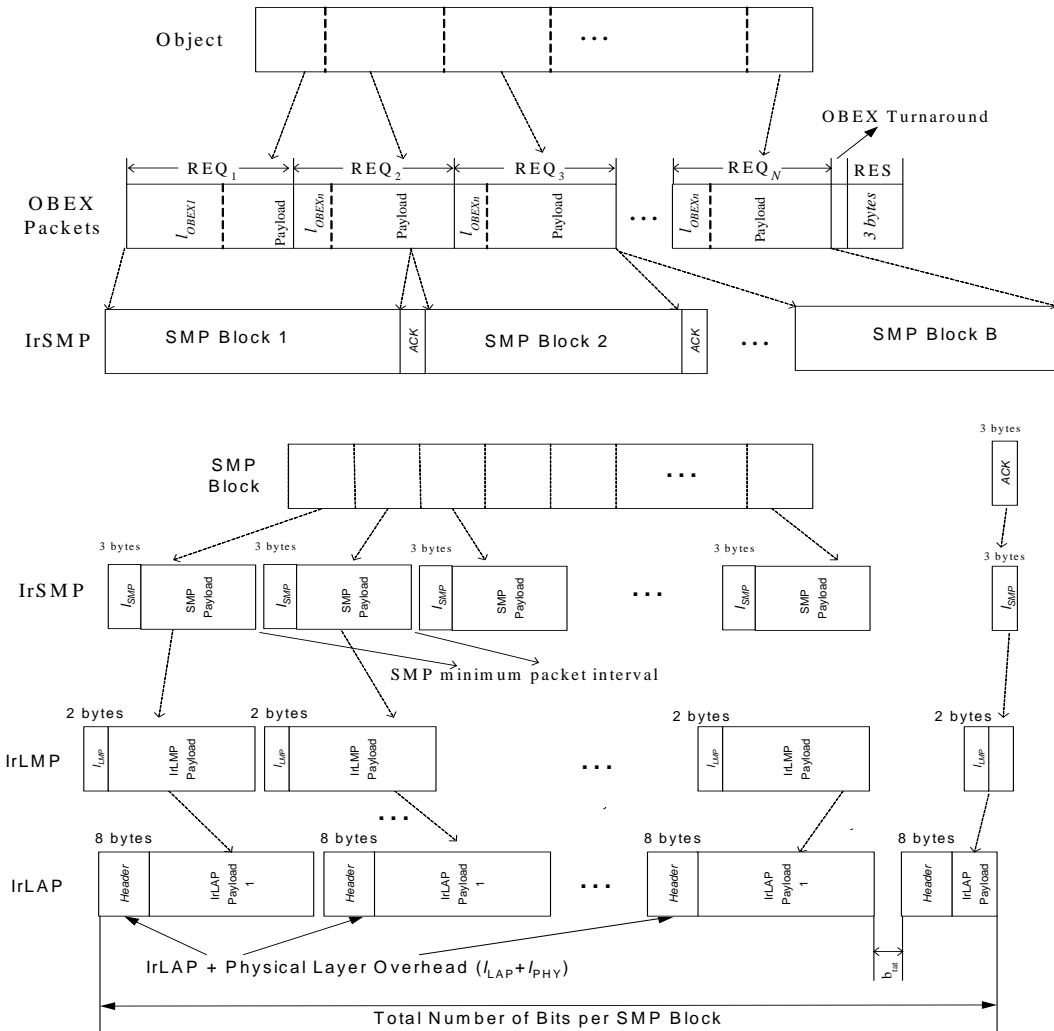 Object
...
OBEX Turnaround
REQ1 REQ2 REQ3 REQN RES
OBEX
Packets
lOBEX1 Payload lOBEXn Payload lOBEXn Payload ... lOBEXn Payload 3 bytes
IrSMP
SMP Block 1 ACK SMP Block 2 ACK ... SMP Block B
3 bytes
SMP
Block
... ACK
3 bytes 3 bytes 3 bytes 3 bytes 3 bytes
IrSMP
lSMP SMP Payload lSMP SMP Payload lSMP SMP Payload ... lSMP SMP Payload lSMP
SMP minimum packet interval
2 bytes 2 bytes 2 bytes 2 bytes
IrLMP
lLMP IrLMP Payload lLMP IrLMP Payload ... lLMP IrLMP Payload lLMP
...
8 bytes 8 bytes 8 bytes 8 bytes
IrLAP
Header IrLAP Payload 1 Header IrLAP Payload 1 ... Header IrLAP Payload 1 Header IrLAP Payload
IrLAP + Physical Layer Overhead (lLAP+lPHY)
btat
Total Number of Bits per SMP Block